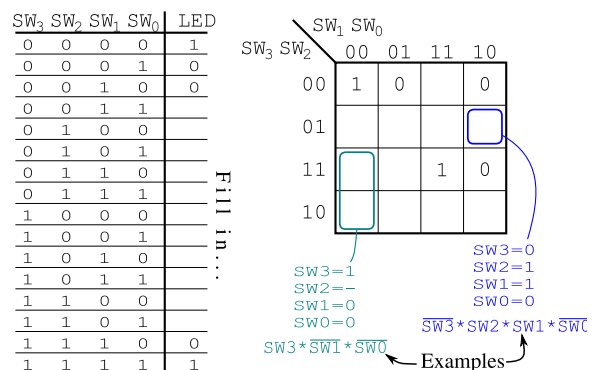 SW3 SW2 SW1 SW0 LED
0 0 0 0 1
0 0 0 1 0
0 0 1 0 0
0 0 1 1
0 1 0 0
0 1 0 1
0 1 1 0
0 1 1 1
1 0 0 0
1 0 0 1
1 0 1 0
1 0 1 1
1 1 0 0
1 1 0 1
1 1 1 0 0
1 1 1 1 1
Fill in...
SW1 SW0
SW3 SW2 00 01 11 10
00 1 0 0
01
11 1 0
10
SW3=1
SW2=-
SW1=0
SW0=0
SW3*S̅W̅1̅*S̅W̅0̅
SW3=0
SW2=1
SW1=1
SW0=0
S̅W̅3̅*SW2*SW1*S̅W̅0̅
Examples